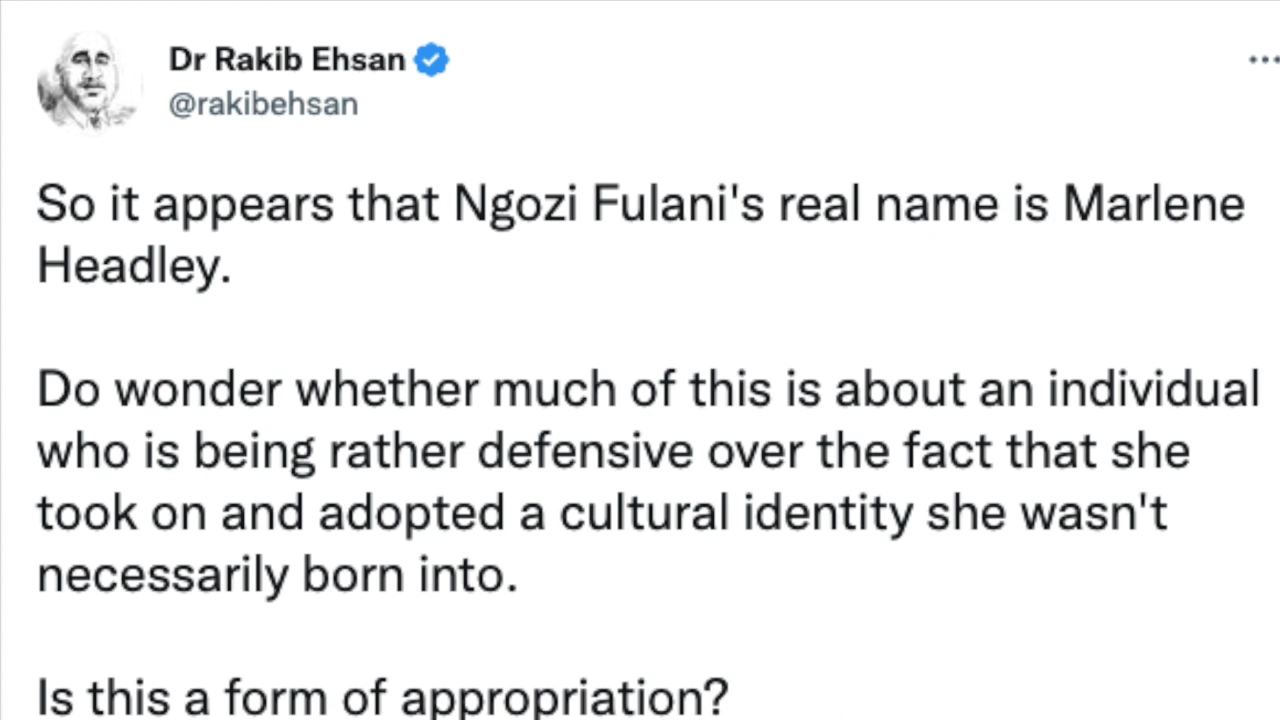 Dr Rakib Ehsan
@rakibehsan
So it appears that Ngozi Fulani's real name is Marlene
Headley.
Do wonder whether much of this is about an individual
who is being rather defensive over the fact that she
took on and adopted a cultural identity she wasn't
necessarily born into.
Is this a form of appropriation?